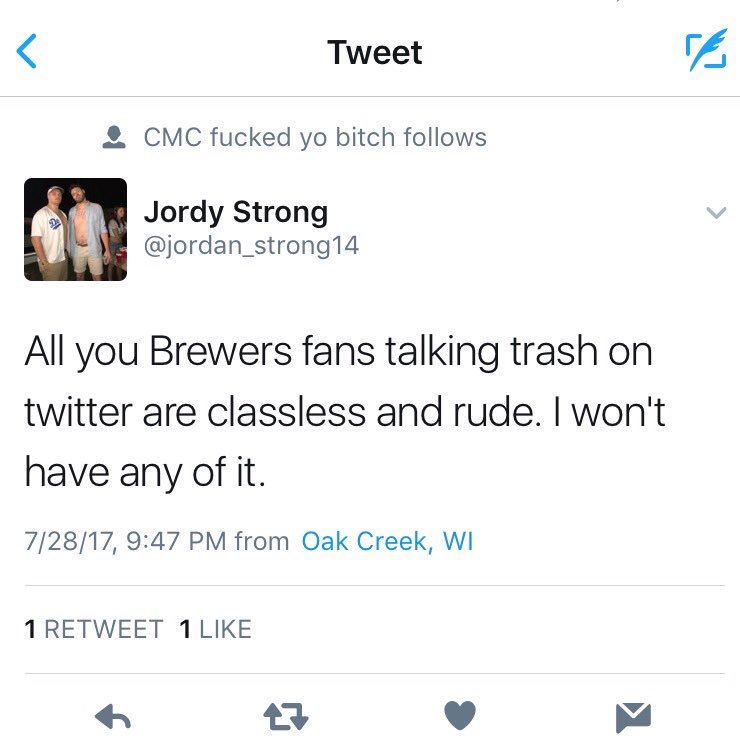 Tweet
CMC fucked yo bitch follows
Jordy Strong
@jordan_strong14
All you Brewers fans talking trash on
twitter are classless and rude. I won't
have any of it.
7/28/17, 9:47 PM from Oak Creek, WI
1 RETWEET 1 LIKE